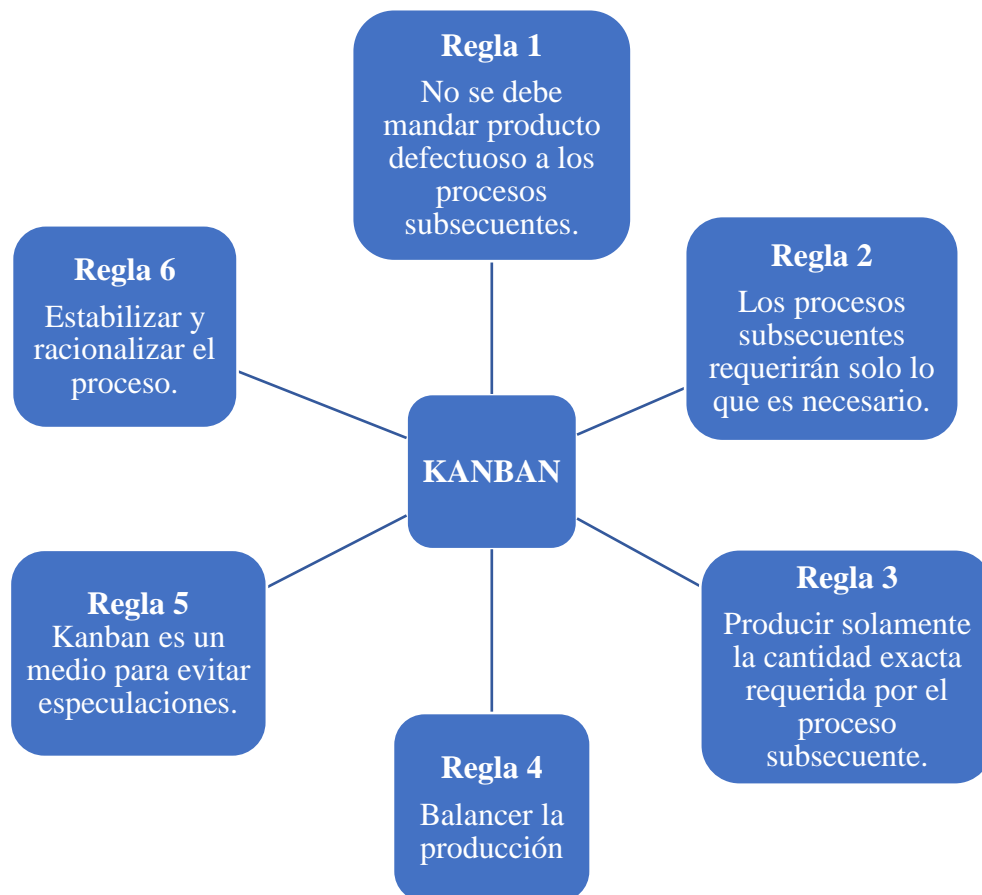 Regla 1
No se debe
mandar producto
defectuoso a los
procesos
subsecuentes.
Regla 2
Los procesos
subsecuentes
requerirán solo lo
que es necesario.
Regla 3
Producir solamente
la cantidad exacta
requerida por el
proceso
subsecuente.
Regla 4
Balancer la
producción
Regla 5
Kanban es un
medio para evitar
especulaciones.
Regla 6
Estabilizar y
racionalizar el
proceso.
KANBAN